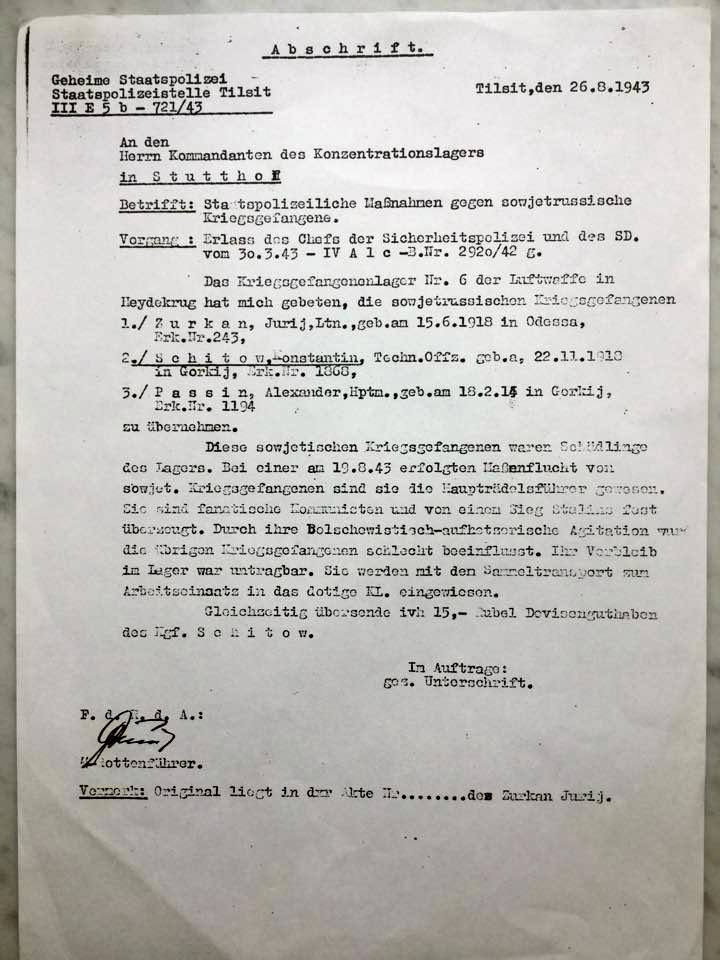 A b s c h r i f t.
Geheime Staatspolizei
Staatspolizeistelle Tilsit
III E 5 b - 721/43
Tilsit,den 26.8.1943
An den
Herrn Kommandanten des Konzentrationslagers
in S t u t t h o f
Betrifft: Staatspolizeiliche Maßnahmen gegen sowjetrussische
Kriegsgefangene.
Vorgang : Erlass des Chefs der Sicherheitspolizei und des SD.
vom 3o.3.43 - IV A 1 c -B.Nr. 292o/42 g.
Das Kriegsgefangenenlager Nr. 6 der Luftwaffe in
Heydekrug hat mich gebeten, die sowjetrussischen Kriegsgefangenen
1./ Z u r k a n, Jurij,Ltn.,geb.am 15.6.1918 in Odessa,
Erk.Nr.243,
2./ S c h i t o w,Konstantin, Techn.Offz. geb.a, 22.11.1918
in Gorkij, Erk.Nr. 1868,
3./ P a s s i n, Alexander,Hptm.,geb.am 18.2.14 in Gorkij,
Erk.Nr. 1194
zu übernehmen.
Diese sowjetischen Kriegsgefangenen waren Schädlinge
des Lagers. Bei einer am 19.8.43 erfolgten Maßenflucht von
sowjet. Kriegsgefangenen sind sie die Haupträdelsführer gewesen.
Sie sind fanatische Kommunisten und von einem Sieg Stalins fest
überzeugt. Durch ihre Bolschewistisch-aufhetserische Agitation wur
die übrigen Kriegsgefangenen schlecht beeinflusst. Ihr Verbleib
im Lager war untragbar. Sie werden mit den Sammeltransport zum
Arbeitseinsatz in das dotige KL. eingewiesen.
Gleichzeitig übersende ivh 15,- Rubel Devisenguthaben
des Kgf. S c h i t o w.
Im Auftrage:
gez. Unterschrift.
F. d. R. d. A.:
ottenführer.
Vermerk: Original liegt in dxr Akte Nr........des Zurkan Jurij.